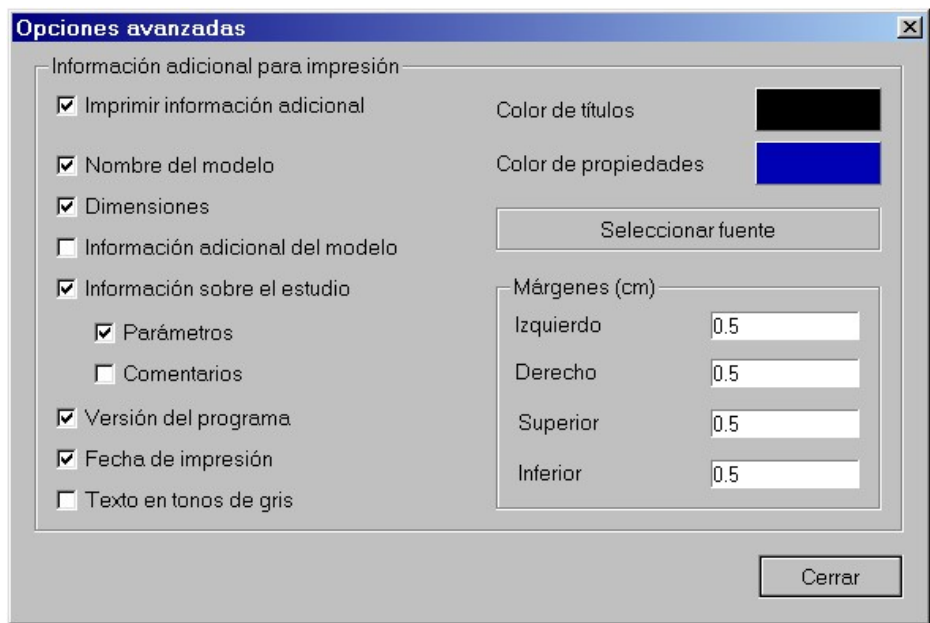 Opciones avanzadas
Información adicional para impresión
Imprimir información adicional
Nombre del modelo
Dimensiones
Información adicional del modelo
Información sobre el estudio
Parámetros
Comentarios
Versión del programa
Fecha de impresión
Texto en tonos de gris
Color de títulos
Color de propiedades
Seleccionar fuente
Márgenes (cm)
Izquierdo 0.5
Derecho 0.5
Superior 0.5
Inferior 0.5
Cerrar